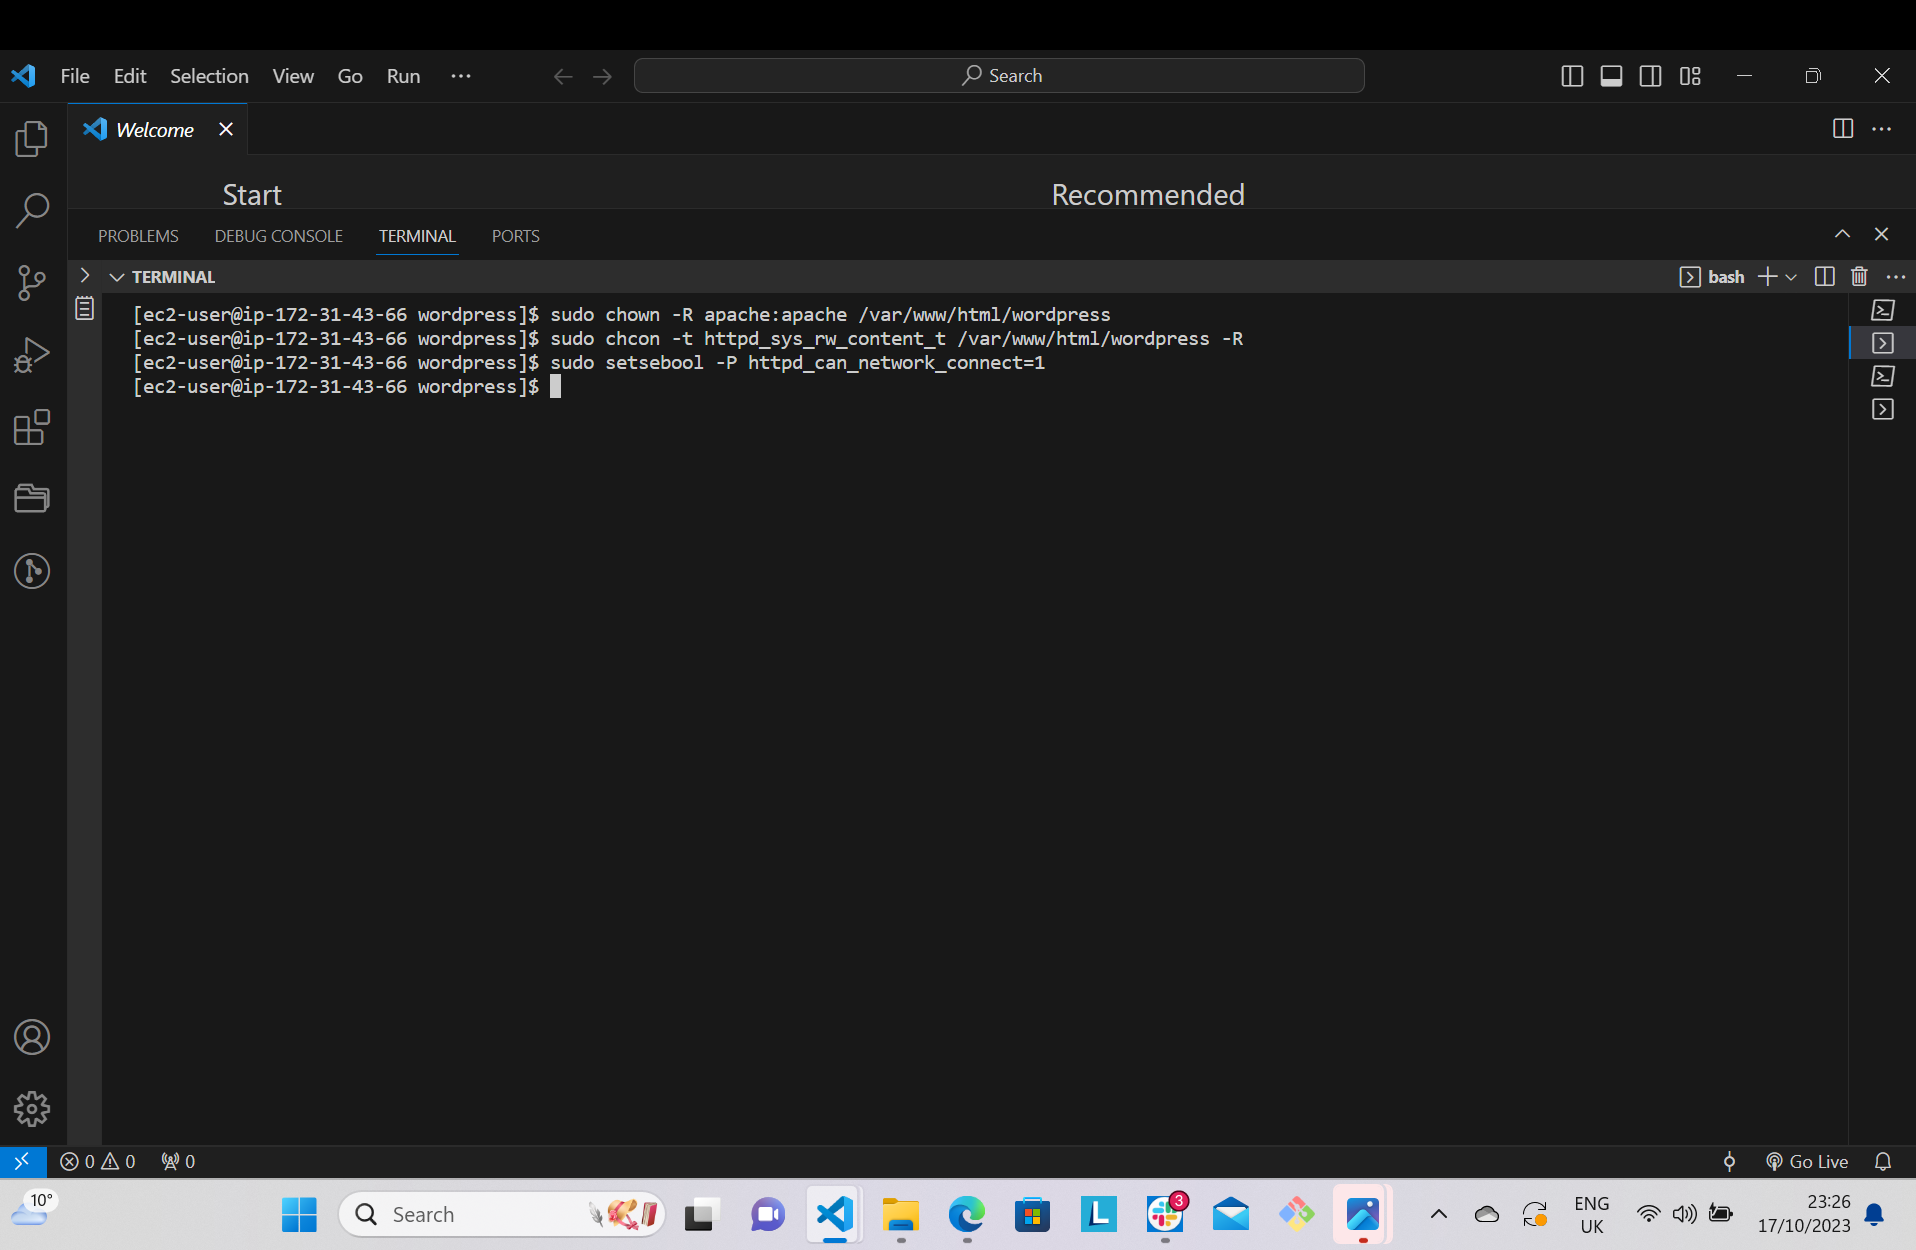 File Edit Selection View Go Run ··· Search
Welcome
Start Recommended
PROBLEMS DEBUG CONSOLE TERMINAL PORTS
TERMINAL bash
[ec2-user@ip-172-31-43-66 wordpress]$ sudo chown -R apache:apache /var/www/html/wordpress
[ec2-user@ip-172-31-43-66 wordpress]$ sudo chcon -t httpd_sys_rw_content_t /var/www/html/wordpress -R
[ec2-user@ip-172-31-43-66 wordpress]$ sudo setsebool -P httpd_can_network_connect=1
[ec2-user@ip-172-31-43-66 wordpress]$
0 0 0 Go Live
10° Search L 3 ENG 23:26
UK 17/10/2023